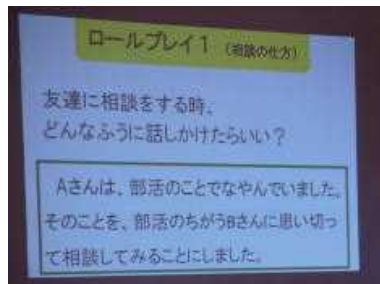 ロールプレイ1 (相談の仕方)
友達に相談をする時、
どんなふうに話しかけたらいい？
Aさんは、部活のことでなやんでいました。
そのことを、部活のちがうBさんに思い切っ
て相談してみることにしました。